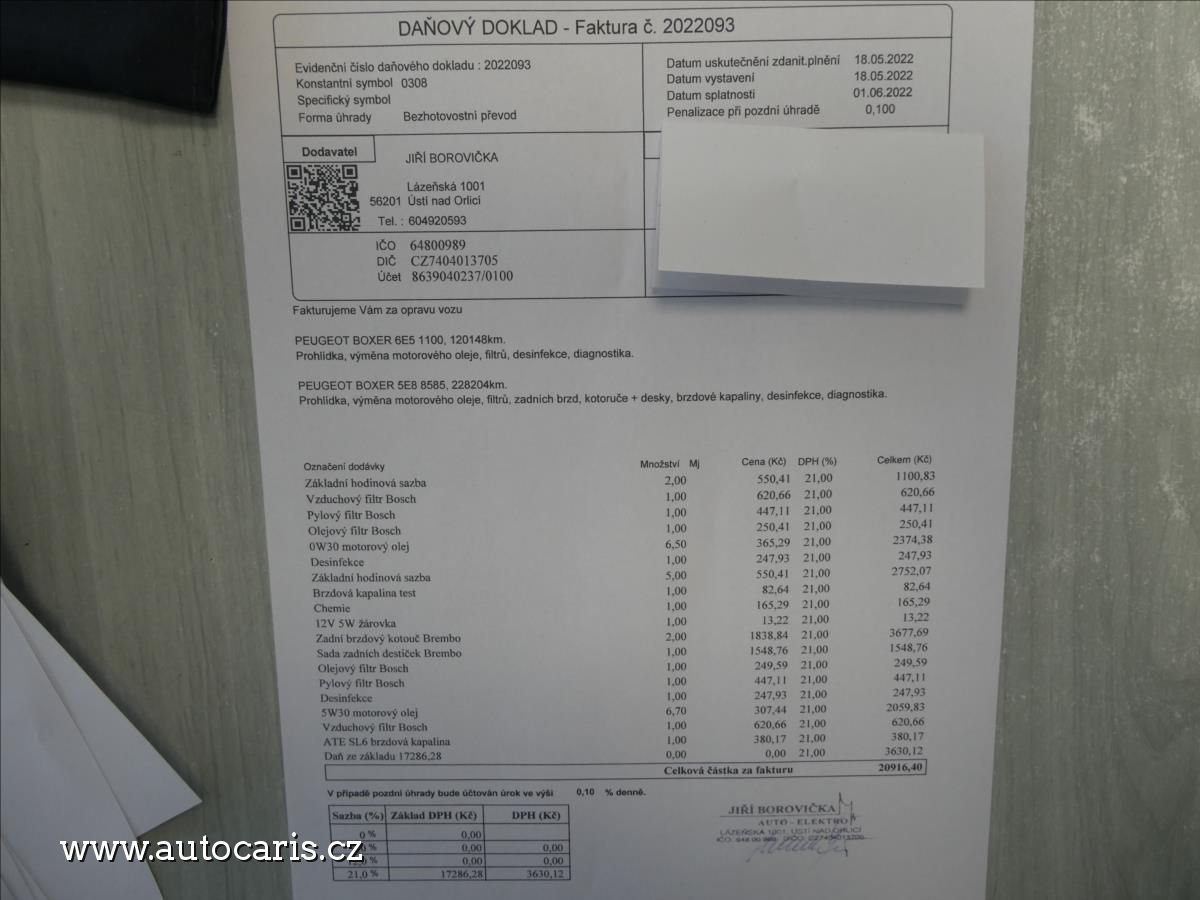 DAŇOVÝ DOKLAD - Faktura č. 2022093
Evidenční číslo daňového dokladu : 2022093
Konstantní symbol 0308
Specifický symbol
Forma úhrady Bezhotovostní převod
Datum uskutečnění zdanit.plnění 18.05.2022
Datum vystavení 18.05.2022
Datum splatnosti 01.06.2022
Penalizace při pozdní úhradě 0,100
Dodavatel
JIŘÍ BOROVIČKA
Lázeňská 1001
56201 Ústí nad Orlicí
Tel. : 604920593
IČO 64800989
DIČ CZ7404013705
Účet 8639040237/0100
Fakturujeme Vám za opravu vozu
PEUGEOT BOXER 6E5 1100, 120148km.
Prohlídka, výměna motorového oleje, filtrů, desinfekce, diagnostika.
PEUGEOT BOXER 5E8 8585, 228204km.
Prohlídka, výměna motorového oleje, filtrů, zadních brzd, kotoruče + desky, brzdové kapaliny, desinfekce, diagnostika.
Označení dodávky Množství Mj Cena (Kč) DPH (%) Celkem (Kč)
Základní hodinová sazba 2,00 550,41 21,00 1100,83
Vzduchový filtr Bosch 1,00 620,66 21,00 620,66
Pylový filtr Bosch 1,00 447,11 21,00 447,11
Olejový filtr Bosch 1,00 250,41 21,00 250,41
0W30 motorový olej 6,50 365,29 21,00 2374,38
Desinfekce 1,00 247,93 21,00 247,93
Základní hodinová sazba 5,00 550,41 21,00 2752,07
Brzdová kapalina test 1,00 82,64 21,00 82,64
Chemie 1,00 165,29 21,00 165,29
12V 5W žárovka 1,00 13,22 21,00 13,22
Zadní brzdový kotouč Brembo 2,00 1838,84 21,00 3677,69
Sada zadních destiček Brembo 1,00 1548,76 21,00 1548,76
Olejový filtr Bosch 1,00 249,59 21,00 249,59
Pylový filtr Bosch 1,00 447,11 21,00 447,11
Desinfekce 1,00 247,93 21,00 247,93
5W30 motorový olej 6,70 307,44 21,00 2059,83
Vzduchový filtr Bosch 1,00 620,66 21,00 620,66
ATE SL6 brzdová kapalina 1,00 380,17 21,00 380,17
Daň ze základu 17286,28 0,00 0,00 21,00 3630,12
Celková částka za fakturu 20916,40
V případě pozdní úhrady bude účtován úrok ve výši 0,10 % denně.
Sazba (%) Základ DPH (Kč) DPH (Kč)
0 % 0,00
0,00 0,00
% 0,00 0,00
21,0 % 17286,28 3630,12
JIŘÍ BOROVIČKA
AUTO - ELEKTRO
LÁZEŇSKÁ 1001, ÚSTÍ NAD ORLICÍ
www.autocaris.cz